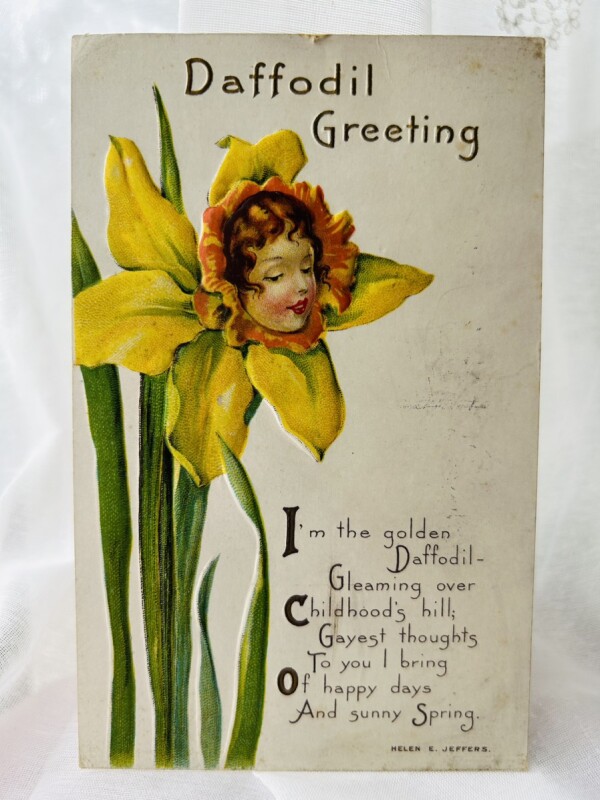 Daffodil
Greeting
I'm the golden
Daffodil-
Gleaming over
Childhood's hill;
Gayest thoughts
To you I bring
Of happy days
And sunny Spring.
HELEN E. JEFFERS.